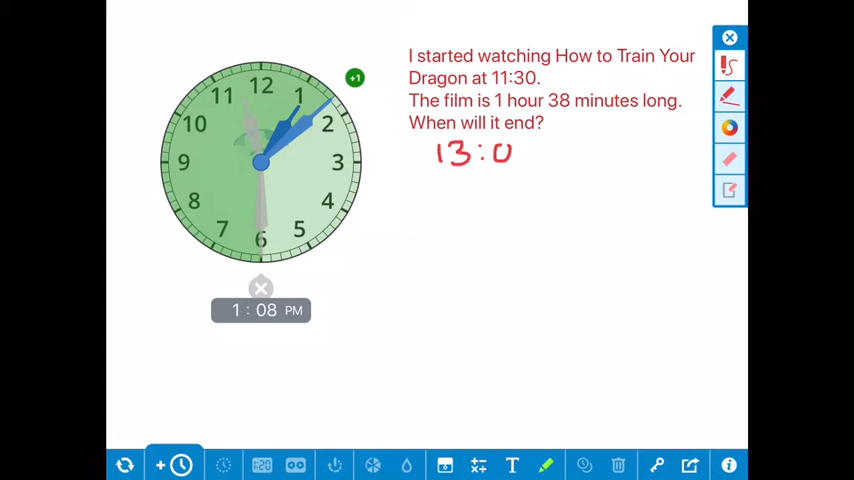 I started watching How to Train Your
Dragon at 11:30.
The film is 1 hour 38 minutes long.
When will it end?
13:0
+1
12
1
2
3
4
5
6
7
8
9
10
11
1 : 08 PM
+
1:20
T